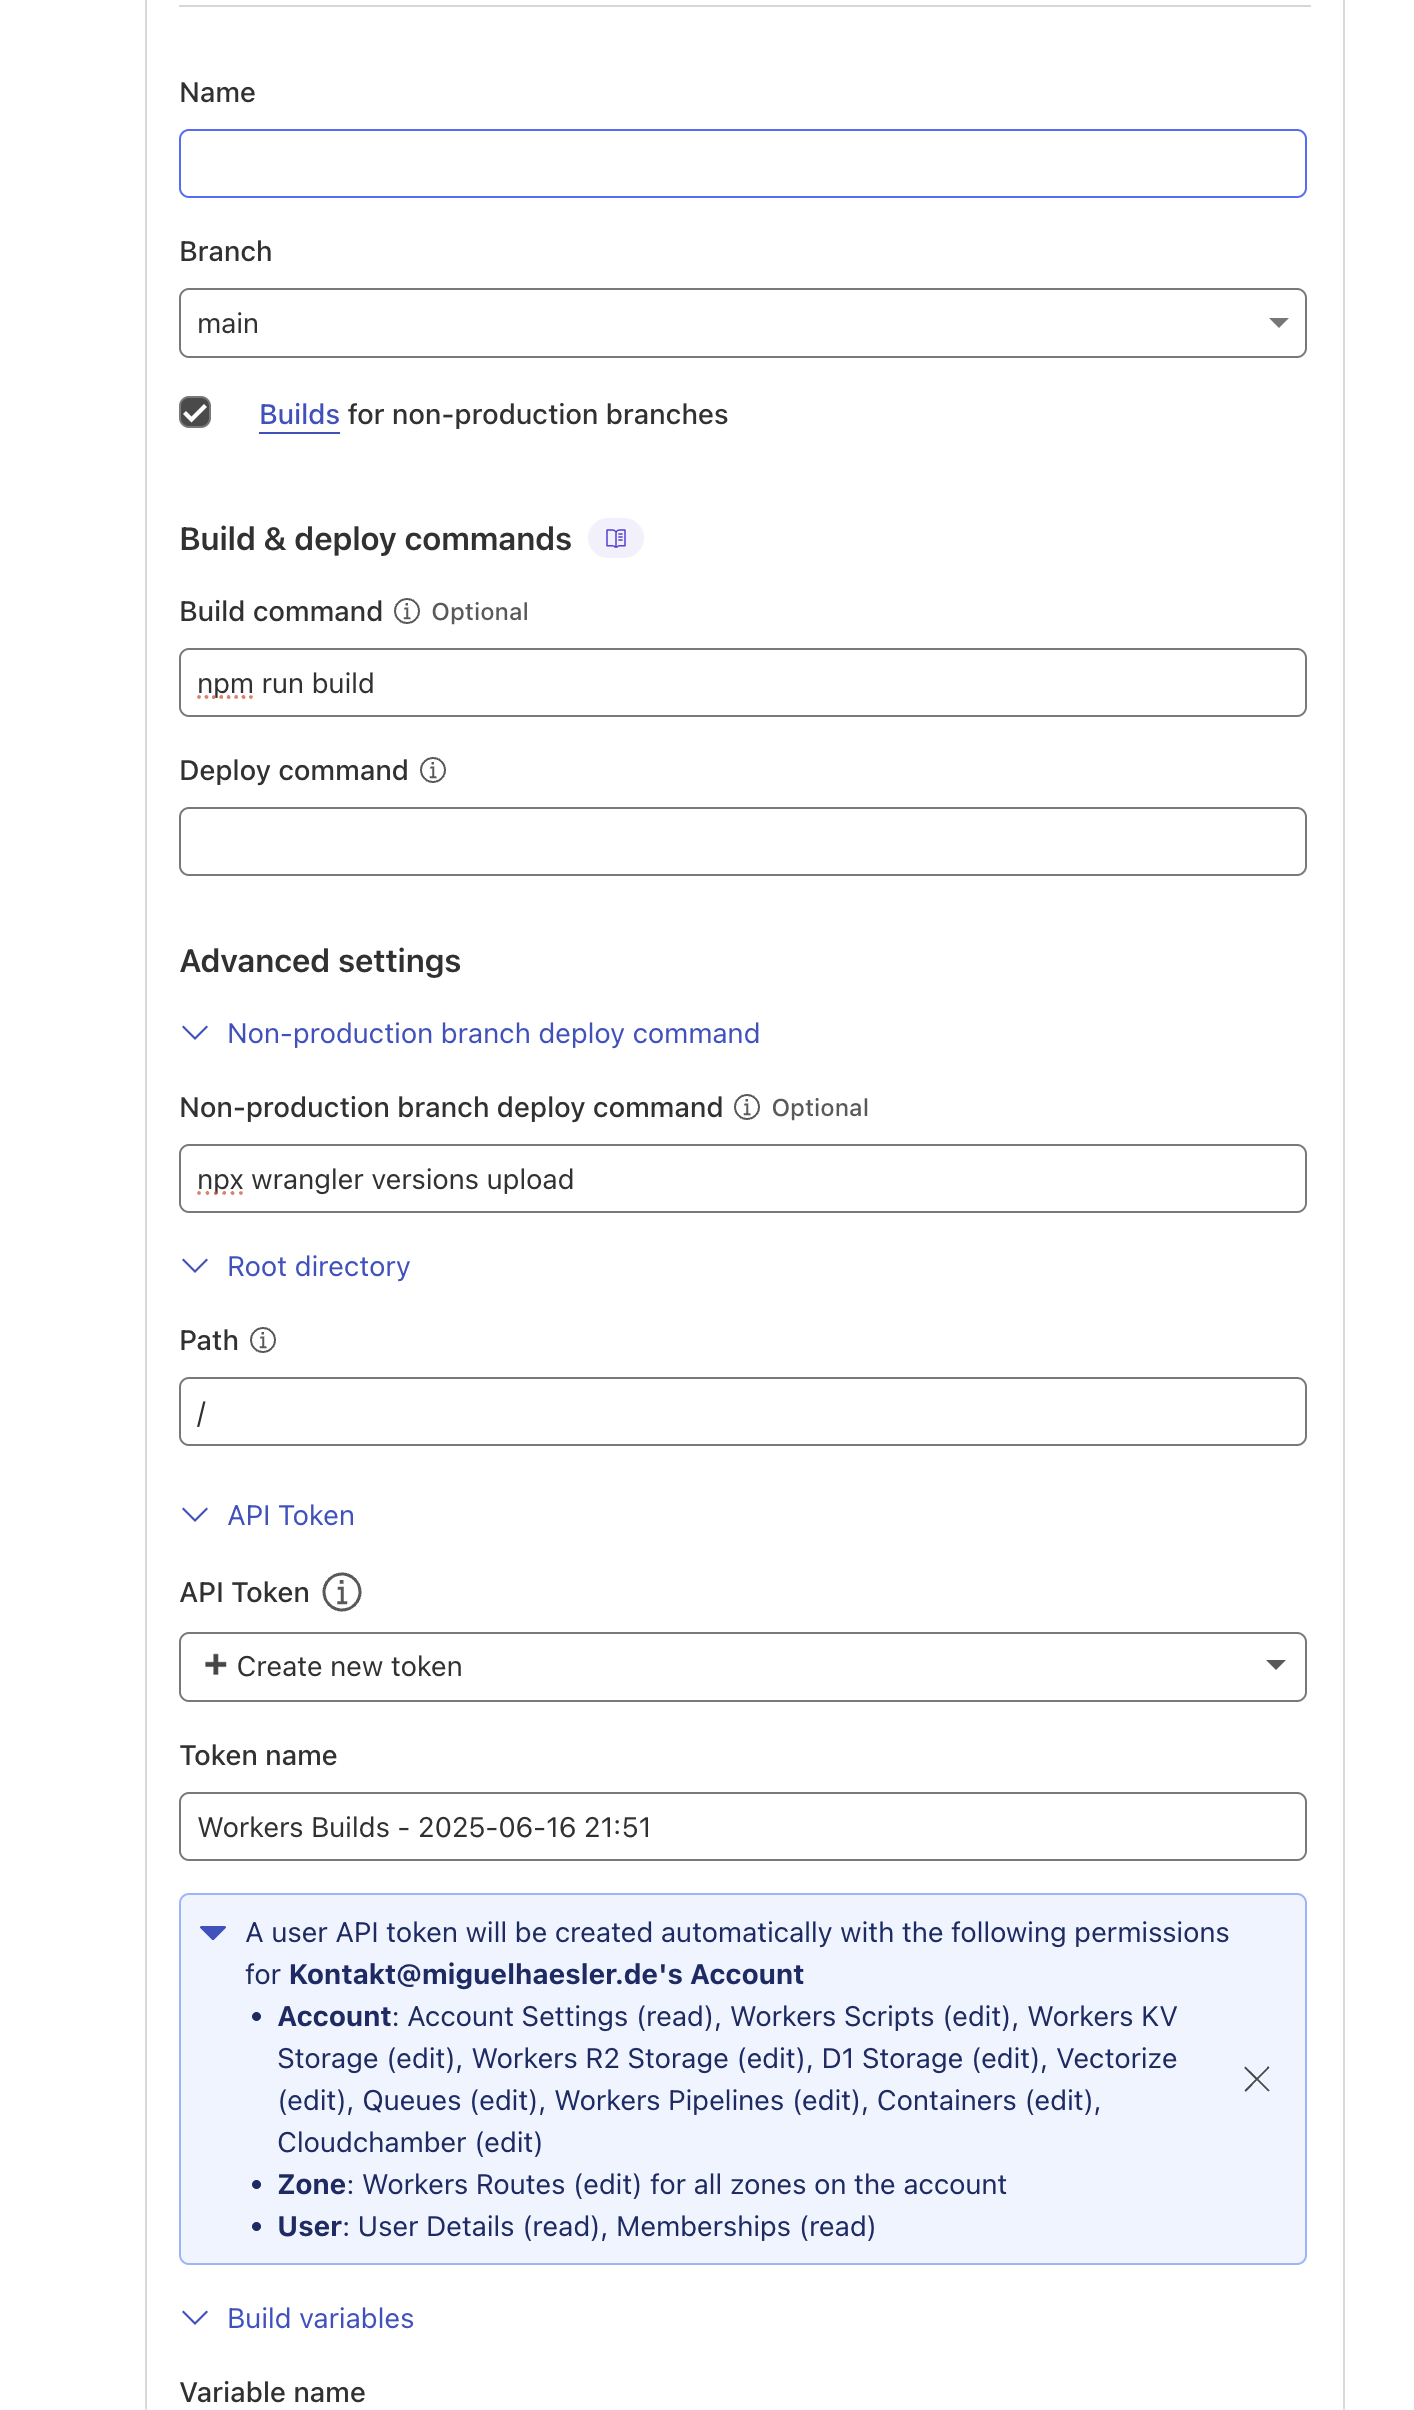 Name
Branch
main
Builds for non-production branches
Build & deploy commands
Build command Optional
npm run build
Deploy command
Advanced settings
Non-production branch deploy command
Non-production branch deploy command Optional
npx wrangler versions upload
Root directory
Path
/
API Token
API Token
+ Create new token
Token name
Workers Builds - 2025-06-16 21:51
A user API token will be created automatically with the following permissions
for Kontakt@miguelhaesler.de's Account
• Account: Account Settings (read), Workers Scripts (edit), Workers KV
Storage (edit), Workers R2 Storage (edit), D1 Storage (edit), Vectorize
(edit), Queues (edit), Workers Pipelines (edit), Containers (edit),
Cloudchamber (edit)
• Zone: Workers Routes (edit) for all zones on the account
• User: User Details (read), Memberships (read)
Build variables
Variable name